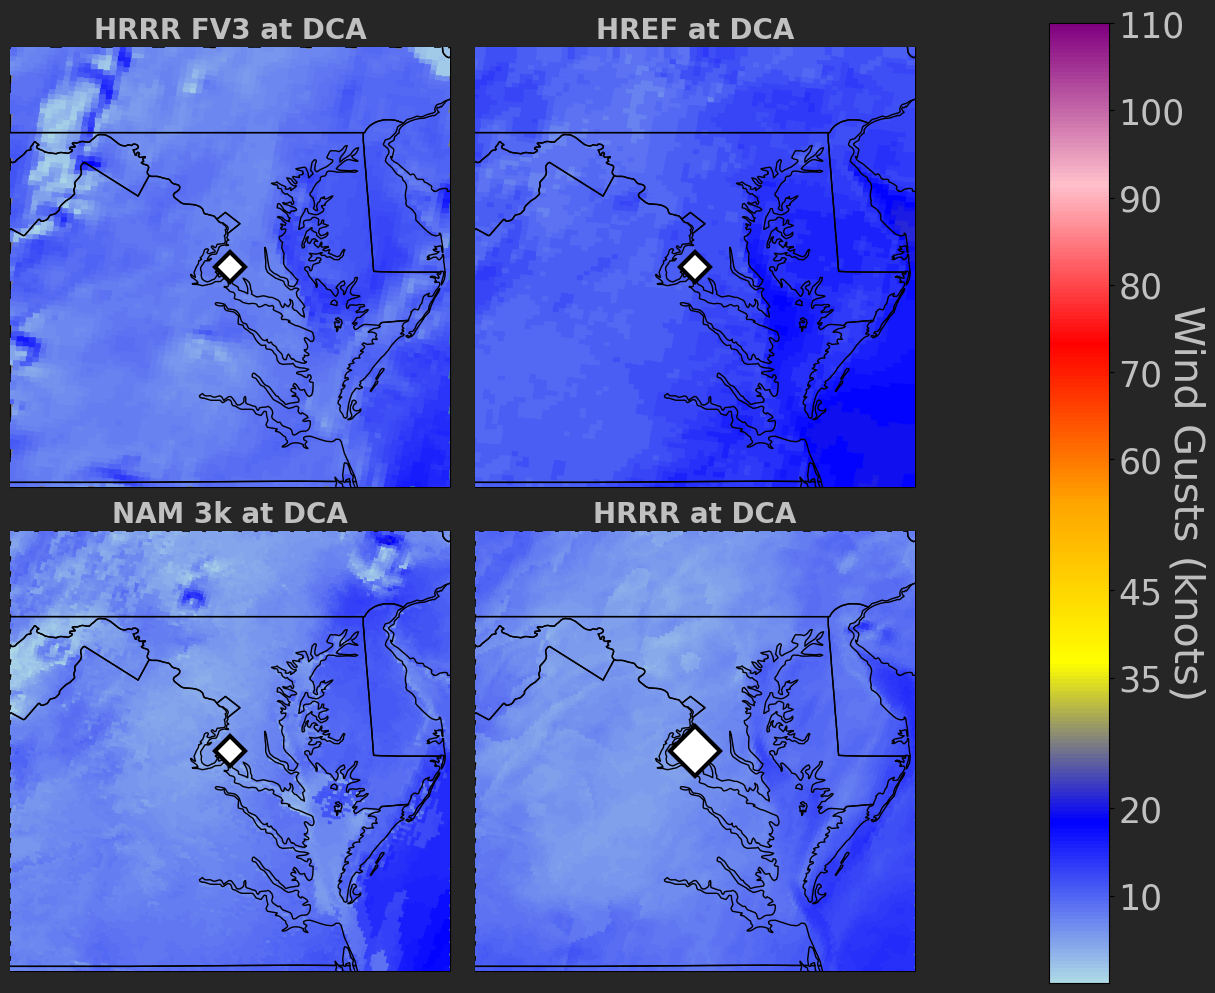 HRRR FV3 at DCA
HREF at DCA
NAM 3k at DCA
HRRR at DCA
110
100
90
80
70
60
45
35
20
10
Wind Gusts (knots)